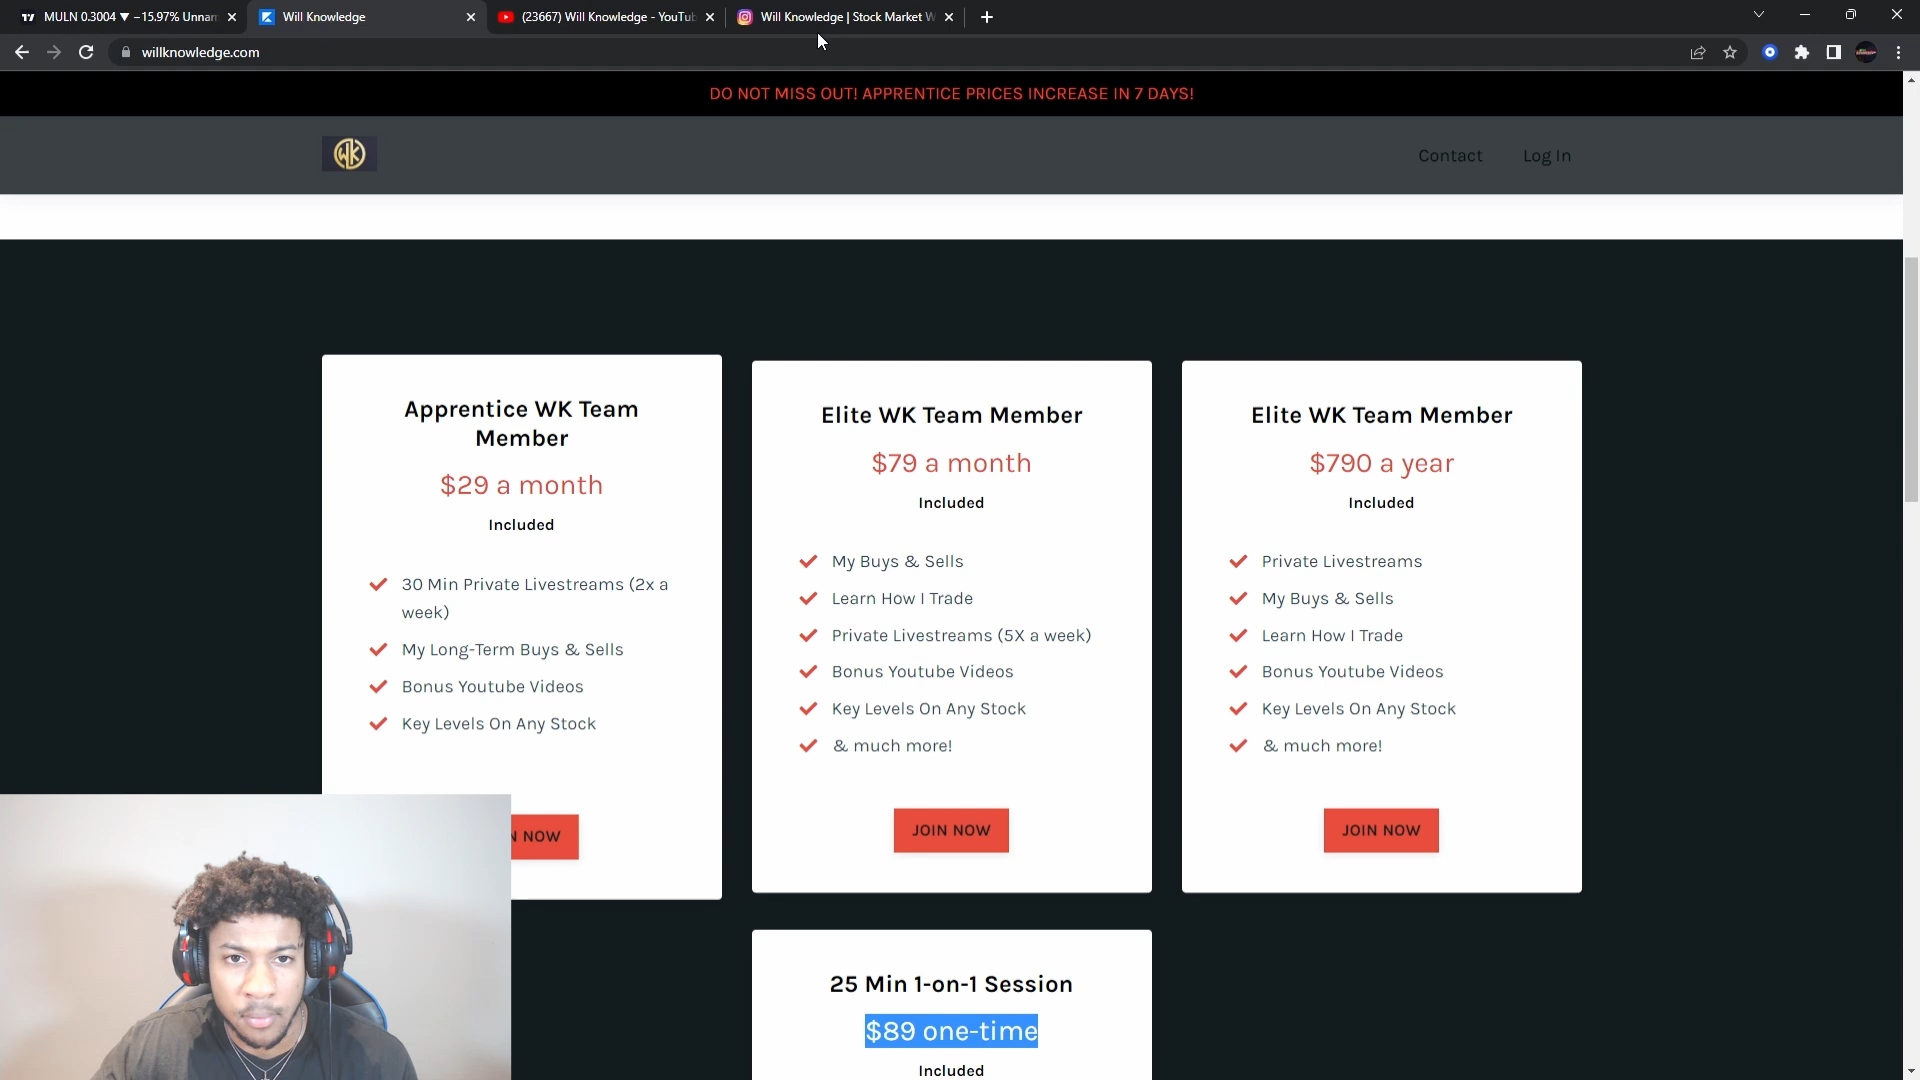 MULN 0.3004 ▼ −15.97% Unnam
Will Knowledge
(23667) Will Knowledge - YouTub
Will Knowledge | Stock Market W
willknowledge.com
DO NOT MISS OUT! APPRENTICE PRICES INCREASE IN 7 DAYS!
WK
Contact
Log In
Apprentice WK Team
Member
$29 a month
Included
30 Min Private Livestreams (2x a
week)
My Long-Term Buys & Sells
Bonus Youtube Videos
Key Levels On Any Stock
N NOW
Elite WK Team Member
$79 a month
Included
My Buys & Sells
Learn How I Trade
Private Livestreams (5X a week)
Bonus Youtube Videos
Key Levels On Any Stock
& much more!
JOIN NOW
Elite WK Team Member
$790 a year
Included
Private Livestreams
My Buys & Sells
Learn How I Trade
Bonus Youtube Videos
Key Levels On Any Stock
& much more!
JOIN NOW
25 Min 1-on-1 Session
$89 one-time
Included